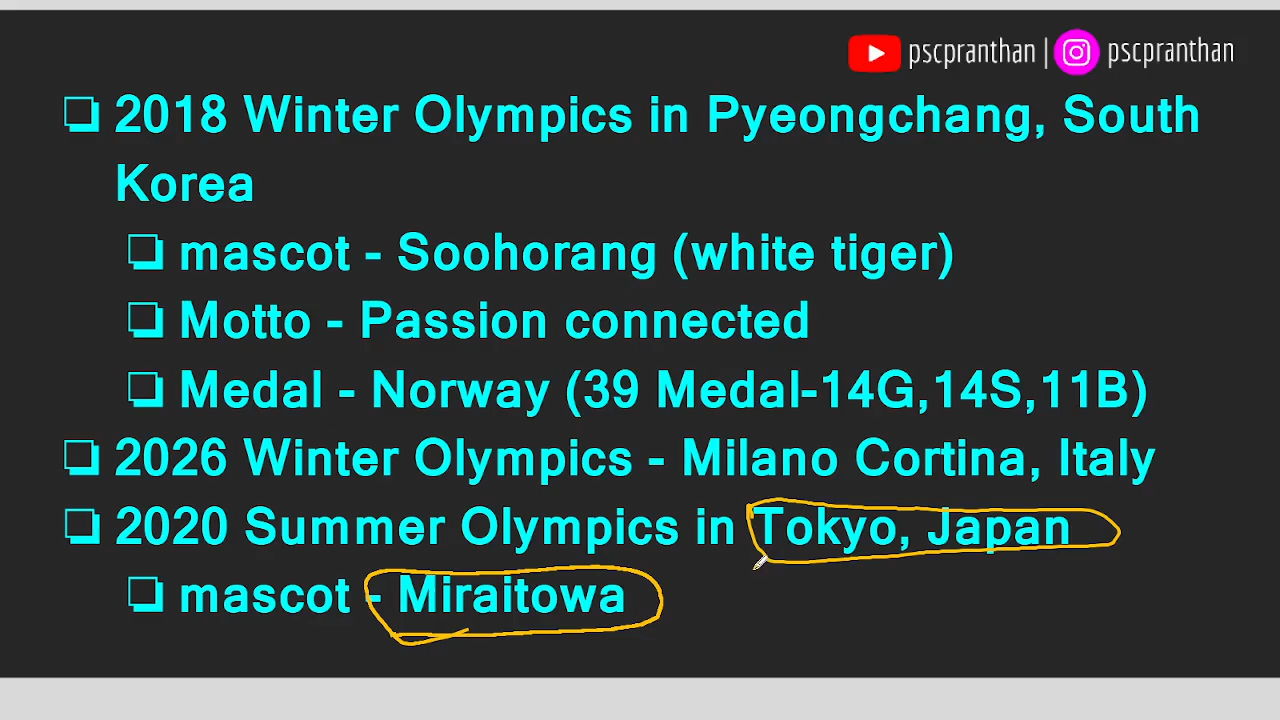 pscpranthan | pscpranthan
❏ 2018 Winter Olympics in Pyeongchang, South
Korea
❏ mascot - Soohorang (white tiger)
❏ Motto - Passion connected
❏ Medal - Norway (39 Medal-14G,14S,11B)
❏ 2026 Winter Olympics - Milano Cortina, Italy
❏ 2020 Summer Olympics in Tokyo, Japan
❏ mascot - Miraitowa